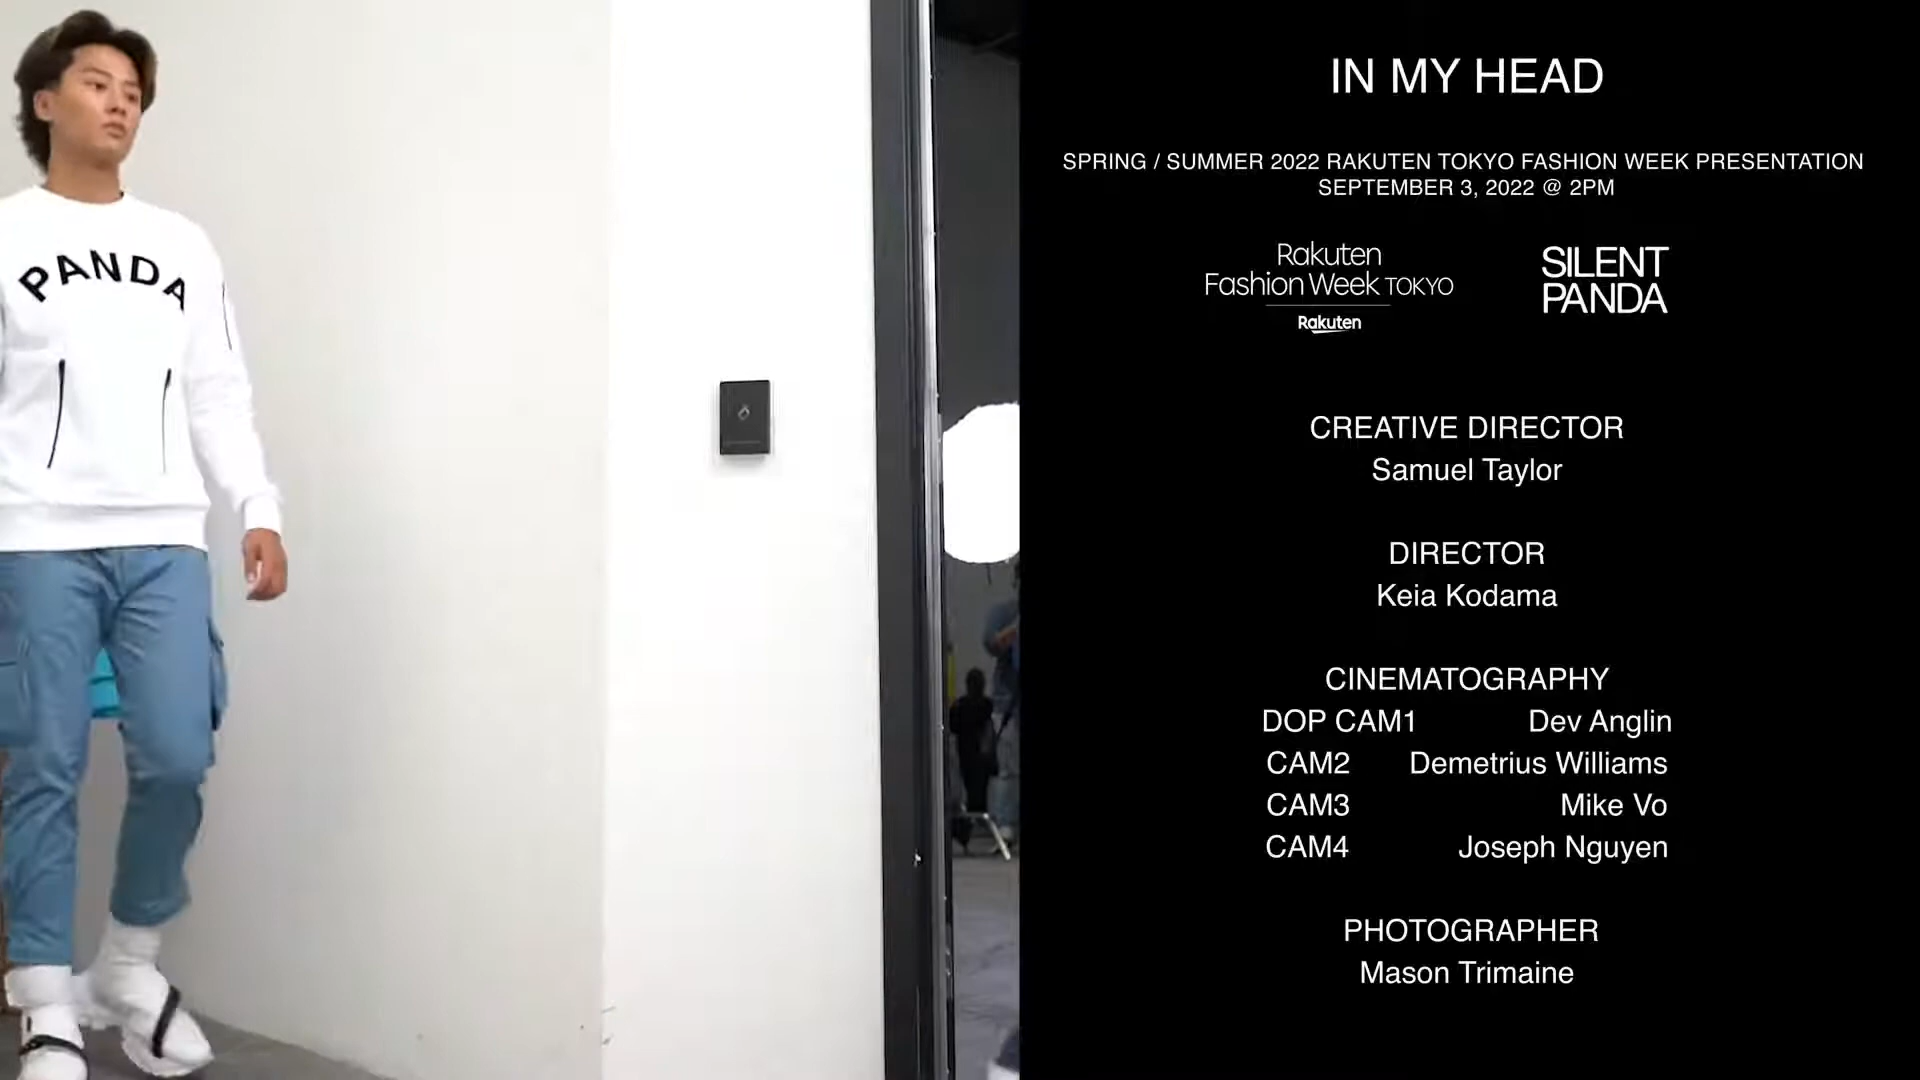 PANDA
IN MY HEAD
SPRING / SUMMER 2022 RAKUTEN TOKYO FASHION WEEK PRESENTATION
SEPTEMBER 3, 2022 @ 2PM
Rakuten
Fashion Week TOKYO
Rakuten
SILENT
PANDA
CREATIVE DIRECTOR
Samuel Taylor
DIRECTOR
Keia Kodama
CINEMATOGRAPHY
DOP CAM1 Dev Anglin
CAM2 Demetrius Williams
CAM3 Mike Vo
CAM4 Joseph Nguyen
PHOTOGRAPHER
Mason Trimaine